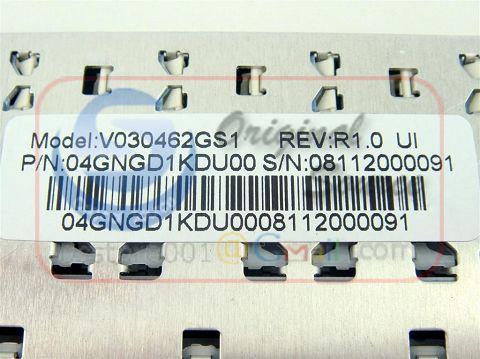 Model:V030462GS1 REV:R1.0 UI
P/N:04GNGD1KDU00 S/N:08112000091
04GNGD1KDU0008112000091
Original